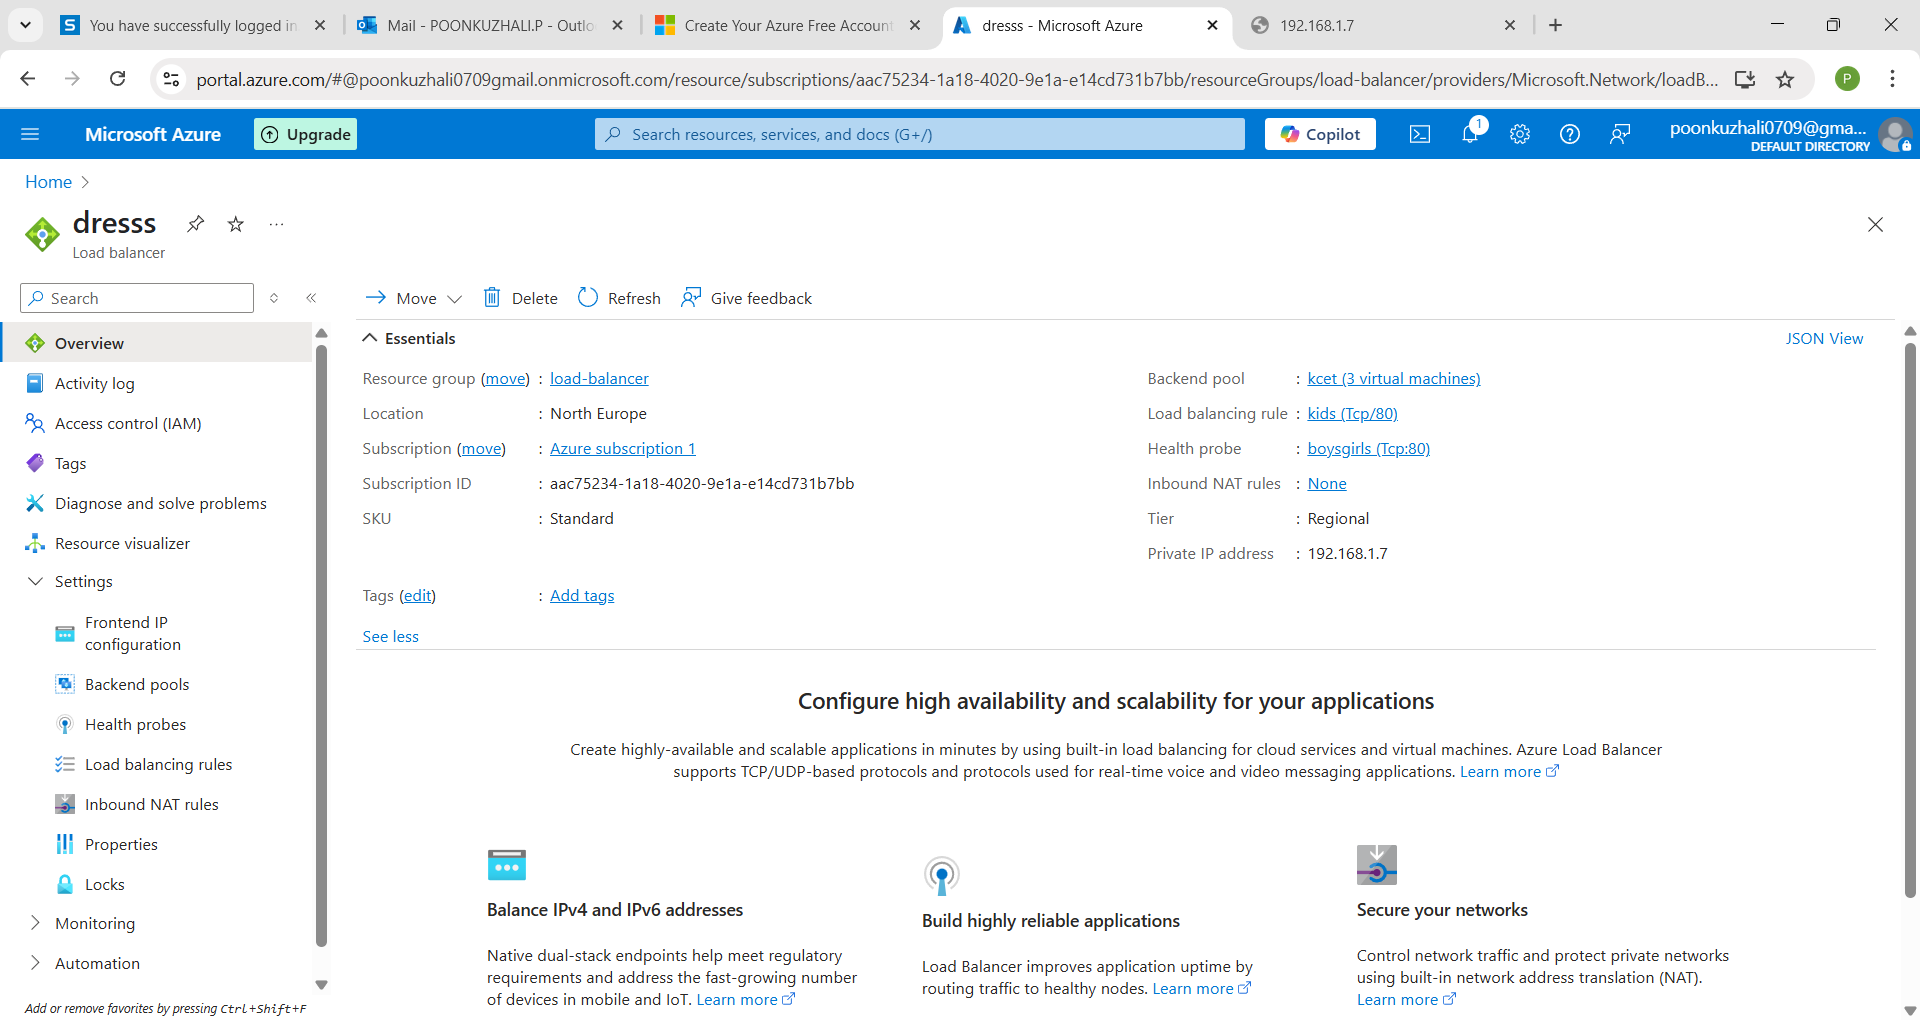 You have successfully logged in
Mail - POONKUZHALI.P - Outlo
Create Your Azure Free Account
dresss - Microsoft Azure
192.168.1.7
portal.azure.com/#@poonkuzhali0709gmail.onmicrosoft.com/resource/subscriptions/aac75234-1a18-4020-9e1a-e14cd731b7bb/resourceGroups/load-balancer/providers/Microsoft.Network/loadB...
P
Microsoft Azure
Upgrade
Search resources, services, and docs (G+/)
Copilot
1
poonkuzhali0709@gma...
DEFAULT DIRECTORY
Home
dresss
...
Load balancer
Search
Move
Delete
Refresh
Give feedback
Overview
Activity log
Access control (IAM)
Tags
Diagnose and solve problems
Resource visualizer
Settings
Frontend IP
configuration
Backend pools
Health probes
Load balancing rules
Inbound NAT rules
Properties
Locks
Monitoring
Automation
Add or remove favorites by pressing Ctrl+Shift+F
Essentials
JSON View
Resource group (move) : load-balancer
Location : North Europe
Subscription (move) : Azure subscription 1
Subscription ID : aac75234-1a18-4020-9e1a-e14cd731b7bb
SKU : Standard
Backend pool : kcet (3 virtual machines)
Load balancing rule : kids (Tcp/80)
Health probe : boysgirls (Tcp:80)
Inbound NAT rules : None
Tier : Regional
Private IP address : 192.168.1.7
Tags (edit) : Add tags
See less
Configure high availability and scalability for your applications
Create highly-available and scalable applications in minutes by using built-in load balancing for cloud services and virtual machines. Azure Load Balancer
supports TCP/UDP-based protocols and protocols used for real-time voice and video messaging applications. Learn more
Balance IPv4 and IPv6 addresses
Native dual-stack endpoints help meet regulatory
requirements and address the fast-growing number
of devices in mobile and IoT. Learn more
Build highly reliable applications
Load Balancer improves application uptime by
routing traffic to healthy nodes. Learn more
Secure your networks
Control network traffic and protect private networks
using built-in network address translation (NAT).
Learn more